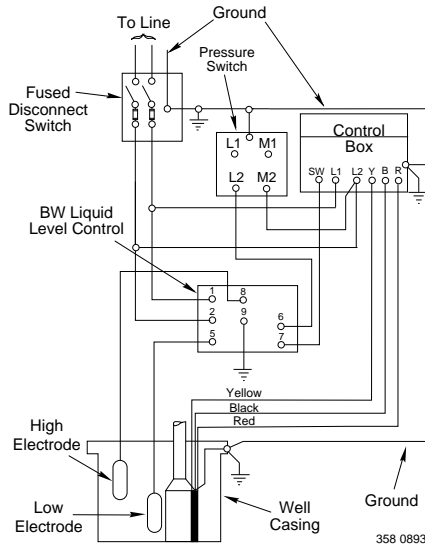 To Line
Ground
Pressure
Switch
Fused
Disconnect
Switch
L1 M1
L2 M2
Control
Box
SW L1 L2 Y B R
BW Liquid
Level Control
1 8
2 9 6
5 7
Yellow
Black
Red
High
Electrode
Low
Electrode
Well
Casing
Ground
358 0893